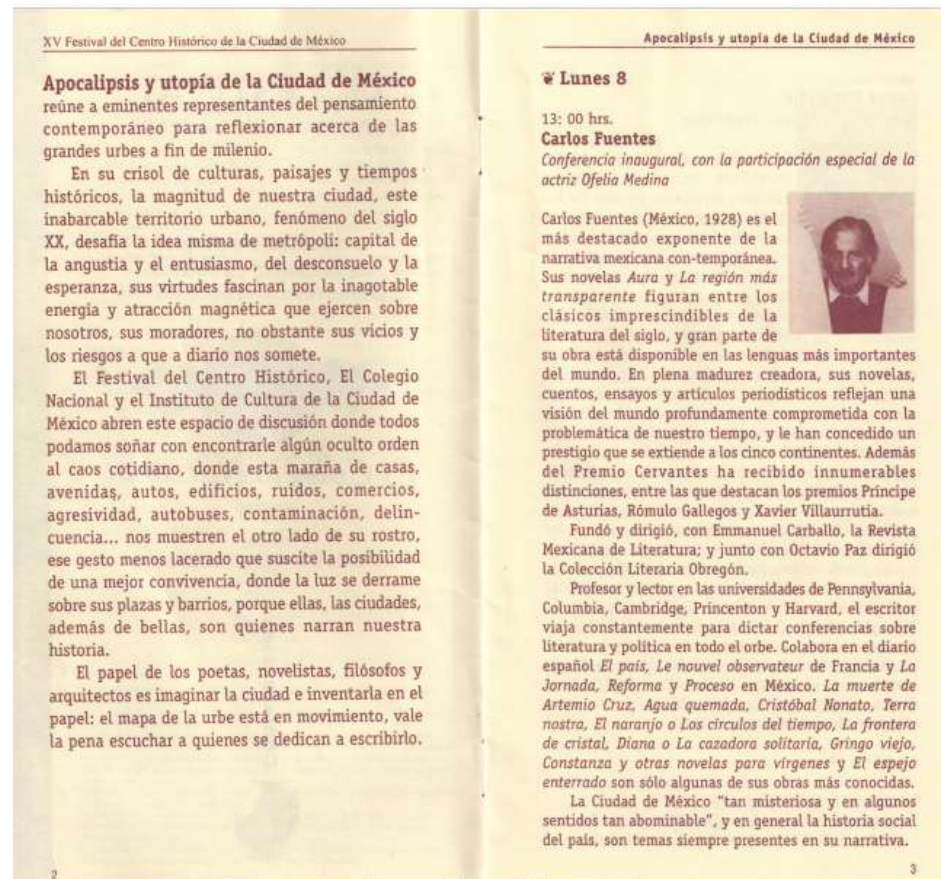 XV Festival del Centro Histórico de la Ciudad de México
Apocalipsis y utopía de la Ciudad de México
reúne a eminentes representantes del pensamiento
contemporáneo para reflexionar acerca de las
grandes urbes a fin de milenio.
En su crisol de culturas, paisajes y tiempos
históricos, la magnitud de nuestra ciudad, este
inabarcable territorio urbano, fenómeno del siglo
XX, desafía la idea misma de metrópoli: capital de
la angustia y el entusiasmo, del desconsuelo y la
esperanza, sus virtudes fascinan por la inagotable
energía y atracción magnética que ejercen sobre
nosotros, sus moradores, no obstante sus vicios y
los riesgos a que a diario nos somete.
El Festival del Centro Histórico, El Colegio
Nacional y el Instituto de Cultura de la Ciudad de
México abren este espacio de discusión donde todos
podamos soñar con encontrarle algún oculto orden
al caos cotidiano, donde esta maraña de casas,
avenidas, autos, edificios, ruidos, comercios,
agresividad, autobuses, contaminación, delin-
cuencia... nos muestren el otro lado de su rostro,
ese gesto menos lacerado que suscite la posibilidad
de una mejor convivencia, donde la luz se derrame
sobre sus plazas y barrios, porque ellas, las ciudades,
además de bellas, son quienes narran nuestra
historia.
El papel de los poetas, novelistas, filósofos y
arquitectos es imaginar la ciudad e inventarla en el
papel: el mapa de la urbe está en movimiento, vale
la pena escuchar a quienes se dedican a escribirlo.
2
Apocalipsis y utopía de la Ciudad de México
❦ Lunes 8
13: 00 hrs.
Carlos Fuentes
Conferencia inaugural, con la participación especial de la
actriz Ofelia Medina
Carlos Fuentes (México, 1928) es el
más destacado exponente de la
narrativa mexicana con-temporánea.
Sus novelas Aura y La región más
transparente figuran entre los
clásicos imprescindibles de la
literatura del siglo, y gran parte de
su obra está disponible en las lenguas más importantes
del mundo. En plena madurez creadora, sus novelas,
cuentos, ensayos y artículos periodísticos reflejan una
visión del mundo profundamente comprometida con la
problemática de nuestro tiempo, y le han concedido un
prestigio que se extiende a los cinco continentes. Además
del Premio Cervantes ha recibido innumerables
distinciones, entre las que destacan los premios Príncipe
de Asturias, Rómulo Gallegos y Xavier Villaurrutia.
Fundó y dirigió, con Emmanuel Carballo, la Revista
Mexicana de Literatura; y junto con Octavio Paz dirigió
la Colección Literaria Obregón.
Profesor y lector en las universidades de Pennsylvania,
Columbia, Cambridge, Princenton y Harvard, el escritor
viaja constantemente para dictar conferencias sobre
literatura y política en todo el orbe. Colabora en el diario
español El país, Le nouvel observateur de Francia y La
Jornada, Reforma y Proceso en México. La muerte de
Artemio Cruz, Agua quemada, Cristóbal Nonato, Terra
nostra, El naranjo o Los círculos del tiempo, La frontera
de cristal, Diana o La cazadora solitaria, Gringo viejo,
Constanza y otras novelas para vírgenes y El espejo
enterrado son sólo algunas de sus obras más conocidas.
La Ciudad de México "tan misteriosa y en algunos
sentidos tan abominable", y en general la historia social
del país, son temas siempre presentes en su narrativa.
3